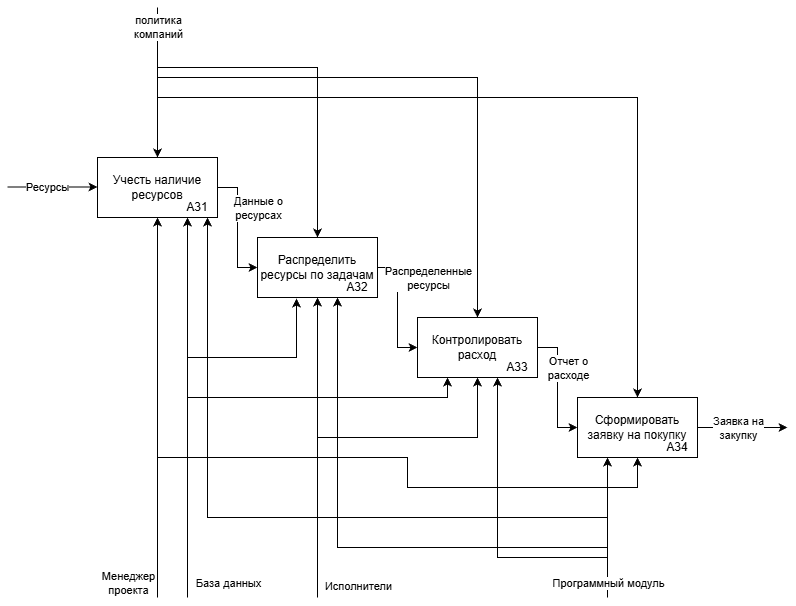 политика
компаний
Учесть наличие
ресурсов
A31
Ресурсы
Данные о
ресурсах
Распределить
ресурсы по задачам
A32
Распределенные
ресурсы
Контролировать
расход
A33
Отчет о
расходе
Сформировать
заявку на покупку
A34
Заявка на
закупку
Менеджер
проекта
База данных
Исполнители
Программный модуль